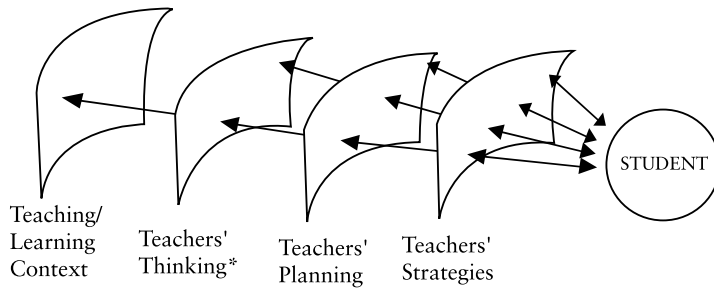 STUDENT
Teaching/
Learning
Context
Teachers'
Thinking*
Teachers'
Planning
Teachers'
Strategies